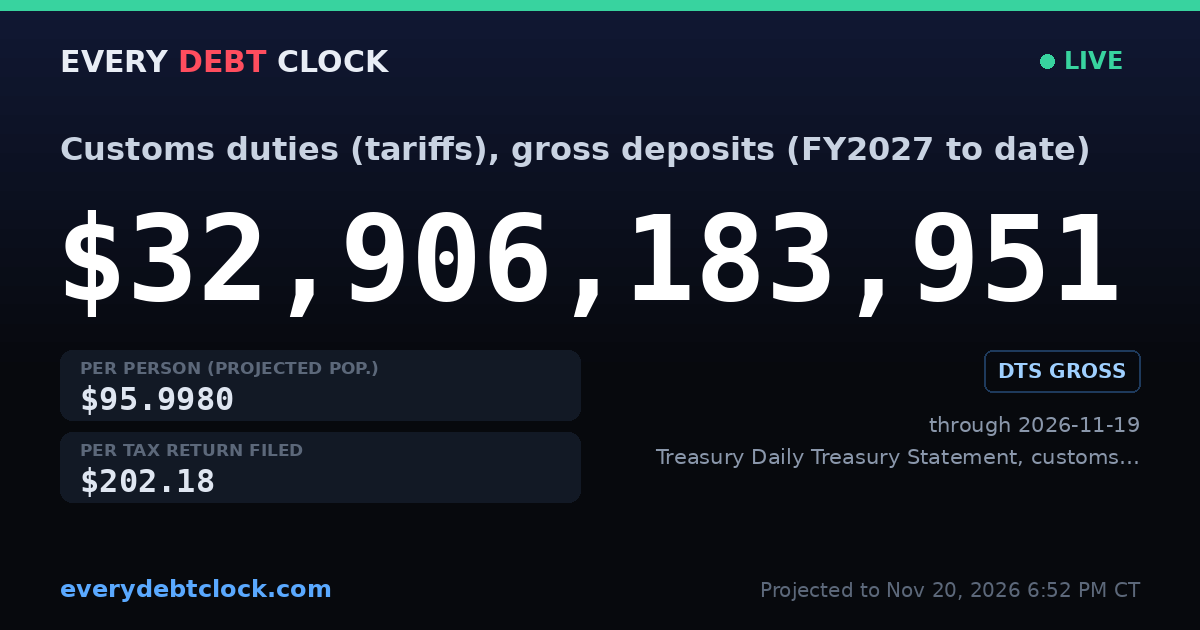 EVERY DEBT CLOCK
LIVE
Customs duties (tariffs), gross deposits (FY2027 to date)
$32,906,183,951
PER PERSON (PROJECTED POP.)
$95.9980
PER TAX RETURN FILED
$202.18
DTS GROSS
through 2026-11-19
Treasury Daily Treasury Statement, customs...
everydebtclock.com
Projected to Nov 20, 2026 6:52 PM CT